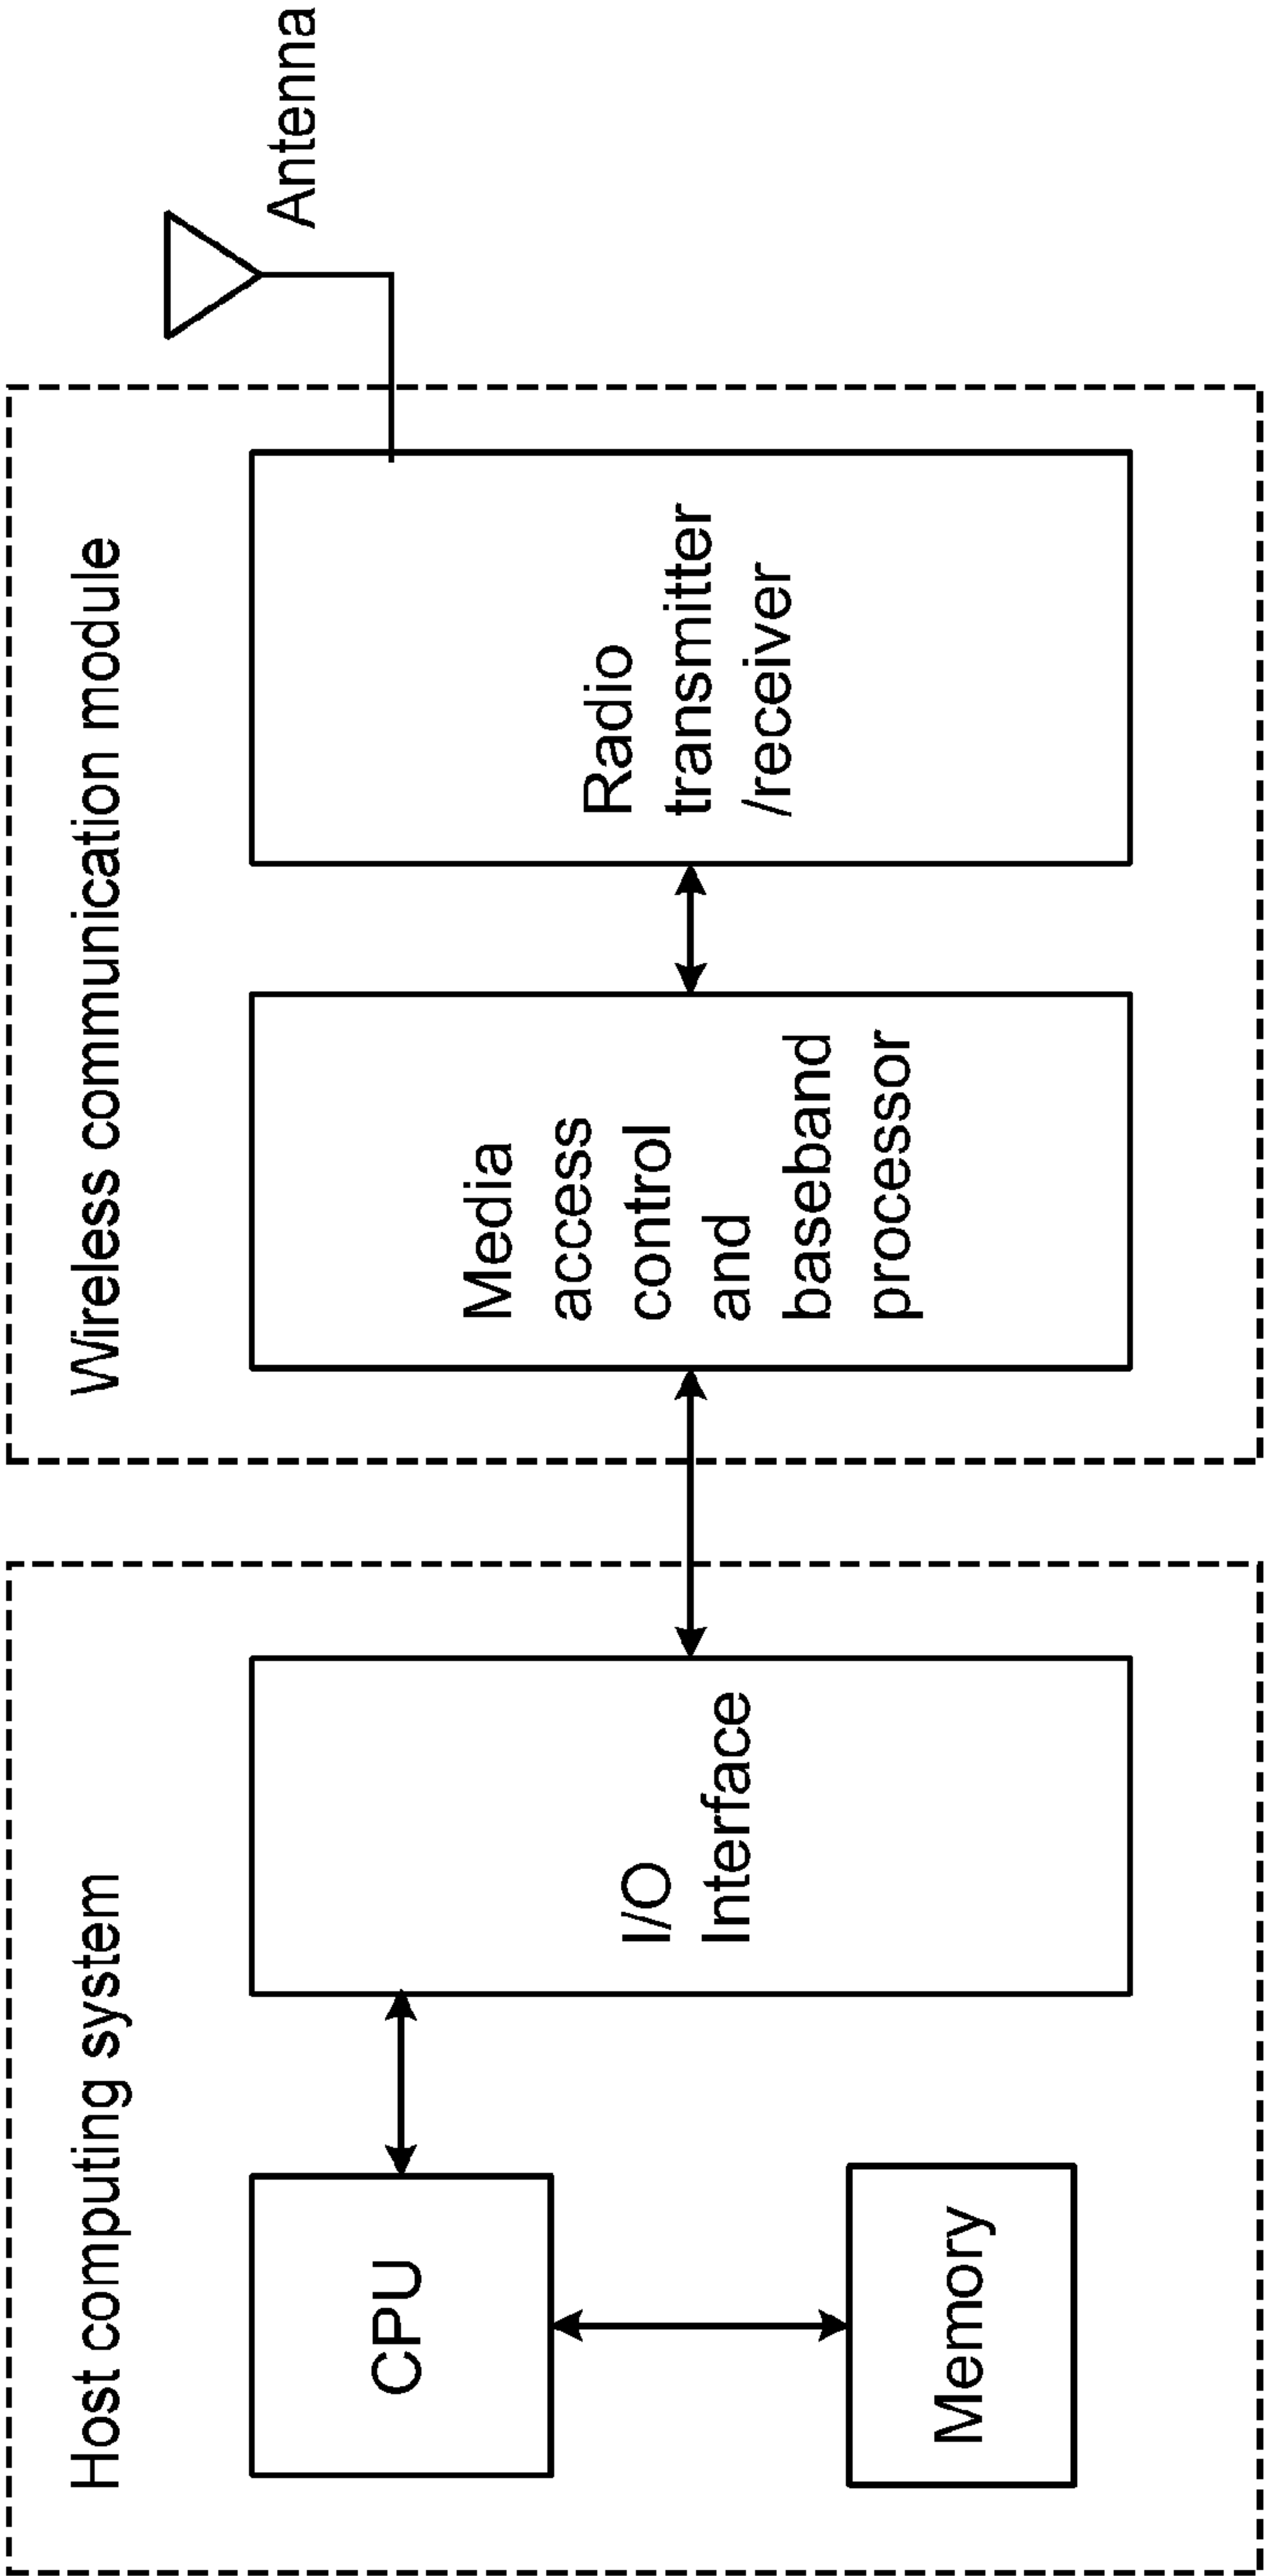 Host computing system
CPU
Memory
I/O
Interface
Wireless communication module
Media
access
control
and
baseband
processor
Radio
transmitter
/receiver
Antenna